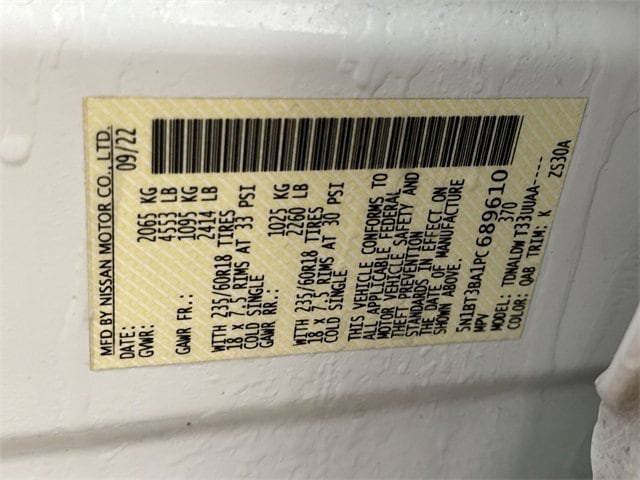 MFD BY NISSAN MOTOR CO., LTD.
DATE: 09/22
GVWR: 2065 KG
4553 LB
GAWR FR.: 1095 KG
2414 LB
WITH 235/60R18 TIRES
18 X 7.5 RIMS AT 33 PSI
COLD SINGLE
GAWR RR.: 1025 KG
2260 LB
WITH 235/60R18 TIRES
18 X 7.5 RIMS AT 30 PSI
COLD SINGLE
THIS VEHICLE CONFORMS TO
ALL APPLICABLE FEDERAL
MOTOR VEHICLE SAFETY AND
THEFT PREVENTION
STANDARDS IN EFFECT ON
THE DATE OF MANUFACTURE
SHOWN ABOVE.
5N1BT3BA1PC689610
MPV 370
MODEL: TDNALDW T33UUAA----
COLOR: QAB TRIM: K ZS30A